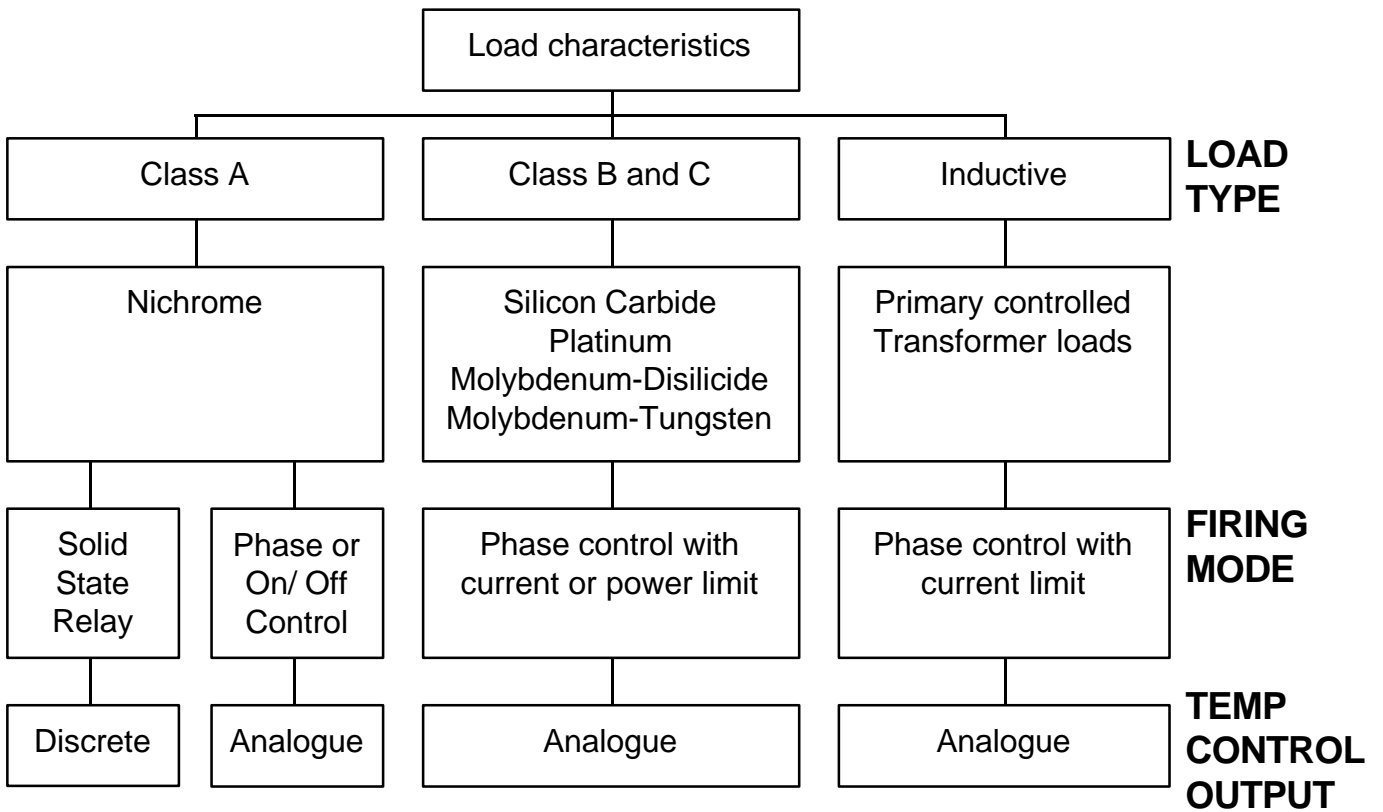 Load characteristics
Class A
Class B and C
Inductive
LOAD
TYPE
Nichrome
Silicon Carbide
Platinum
Molybdenum-Disilicide
Molybdenum-Tungsten
Primary controlled
Transformer loads
Solid
State
Relay
Phase or
On/ Off
Control
Phase control with
current or power limit
Phase control with
current limit
FIRING
MODE
Discrete
Analogue
Analogue
Analogue
TEMP
CONTROL
OUTPUT